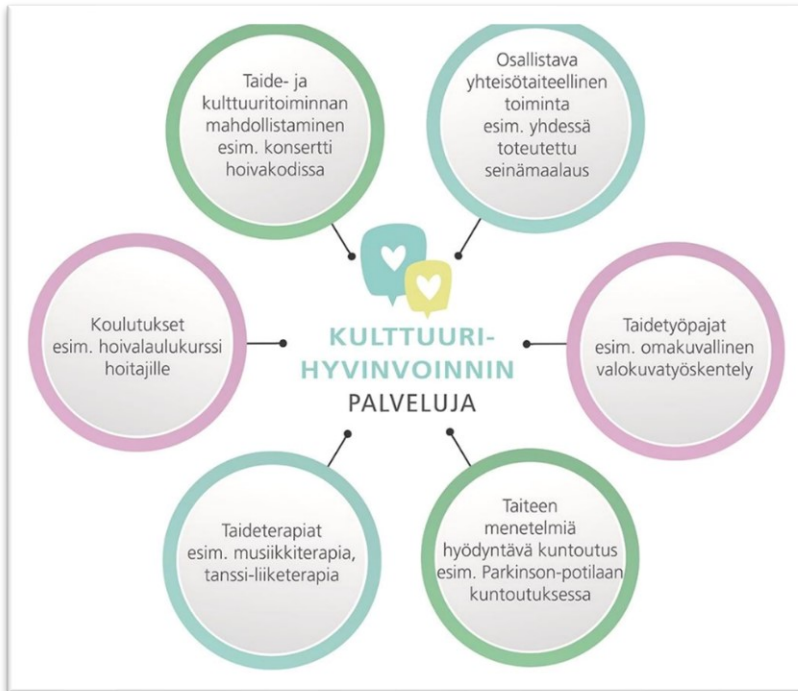 Taide- ja
kulttuuritoiminnan
mahdollistaminen
esim. konsertti
hoivakodissa
Osallistava
yhteisötaiteellinen
toiminta
esim. yhdessä
toteutettu
seinämaalaus
Koulutukset
esim. hoivalaulukurssi
hoitajille
KULTTUURI-
HYVINVOINNIN
PALVELUJA
Taidetyöpajat
esim. omakuvallinen
valokuvatyöskentely
Taideterapiat
esim. musiikkiterapia,
tanssi-liiketerapia
Taiteen
menetelmiä
hyödyntävä kuntoutus
esim. Parkinson-potilaan
kuntoutuksessa